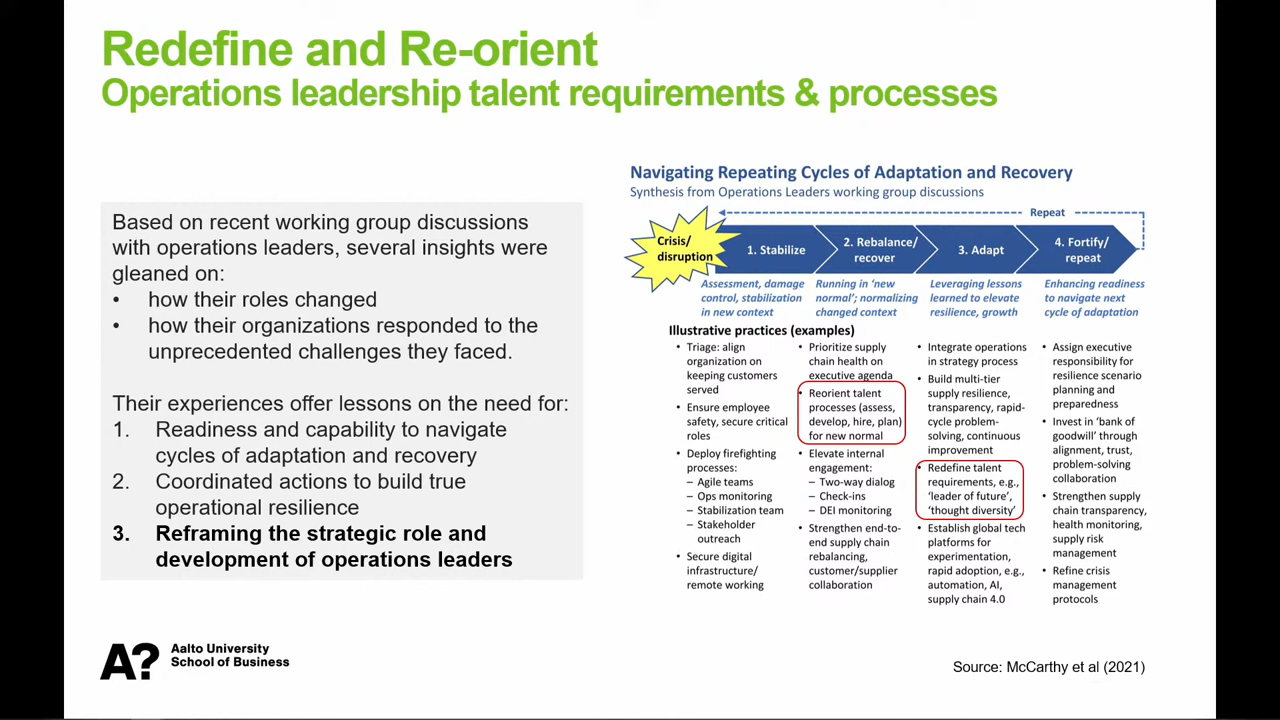 Redefine and Re-orient
Operations leadership talent requirements & processes
Based on recent working group discussions
with operations leaders, several insights were
gleaned on:
• how their roles changed
• how their organizations responded to the
unprecedented challenges they faced.
Their experiences offer lessons on the need for:
1. Readiness and capability to navigate
cycles of adaptation and recovery
2. Coordinated actions to build true
operational resilience
3. Reframing the strategic role and
development of operations leaders
Navigating Repeating Cycles of Adaptation and Recovery
Synthesis from Operations Leaders working group discussions
Repeat
Crisis/
disruption
1. Stabilize
2. Rebalance/
recover
3. Adapt
4. Fortify/
repeat
Assessment, damage
control, stabilization
in new context
Running in ‘new
normal’; normalizing
changed context
Leveraging lessons
learned to elevate
resilience, growth
Enhancing readiness
to navigate next
cycle of adaptation
Illustrative practices (examples)
• Triage: align
organization on
keeping customers
served
• Ensure employee
safety, secure critical
roles
• Deploy firefighting
processes:
– Agile teams
– Ops monitoring
– Stabilization team
– Stakeholder
outreach
• Secure digital
infrastructure/
remote working
• Prioritize supply
chain health on
executive agenda
• Reorient talent
processes (assess,
develop, hire, plan)
for new normal
• Elevate internal
engagement:
– Two-way dialog
– Check-ins
– DEI monitoring
• Strengthen end-to-
end supply chain
rebalancing,
customer/supplier
collaboration
• Integrate operations
in strategy process
• Build multi-tier
supply resilience,
transparency, rapid-
cycle problem-
solving, continuous
improvement
• Redefine talent
requirements, e.g.,
‘leader of future’,
‘thought diversity’
• Establish global tech
platforms for
experimentation,
rapid adoption, e.g.,
automation, AI,
supply chain 4.0
• Assign executive
responsibility for
resilience scenario
planning and
preparedness
• Invest in ‘bank of
goodwill’ through
alignment, trust,
problem-solving
collaboration
• Strengthen supply
chain transparency,
health monitoring,
supply risk
management
• Refine crisis
management
protocols
A?
Aalto University
School of Business
Source: McCarthy et al (2021)